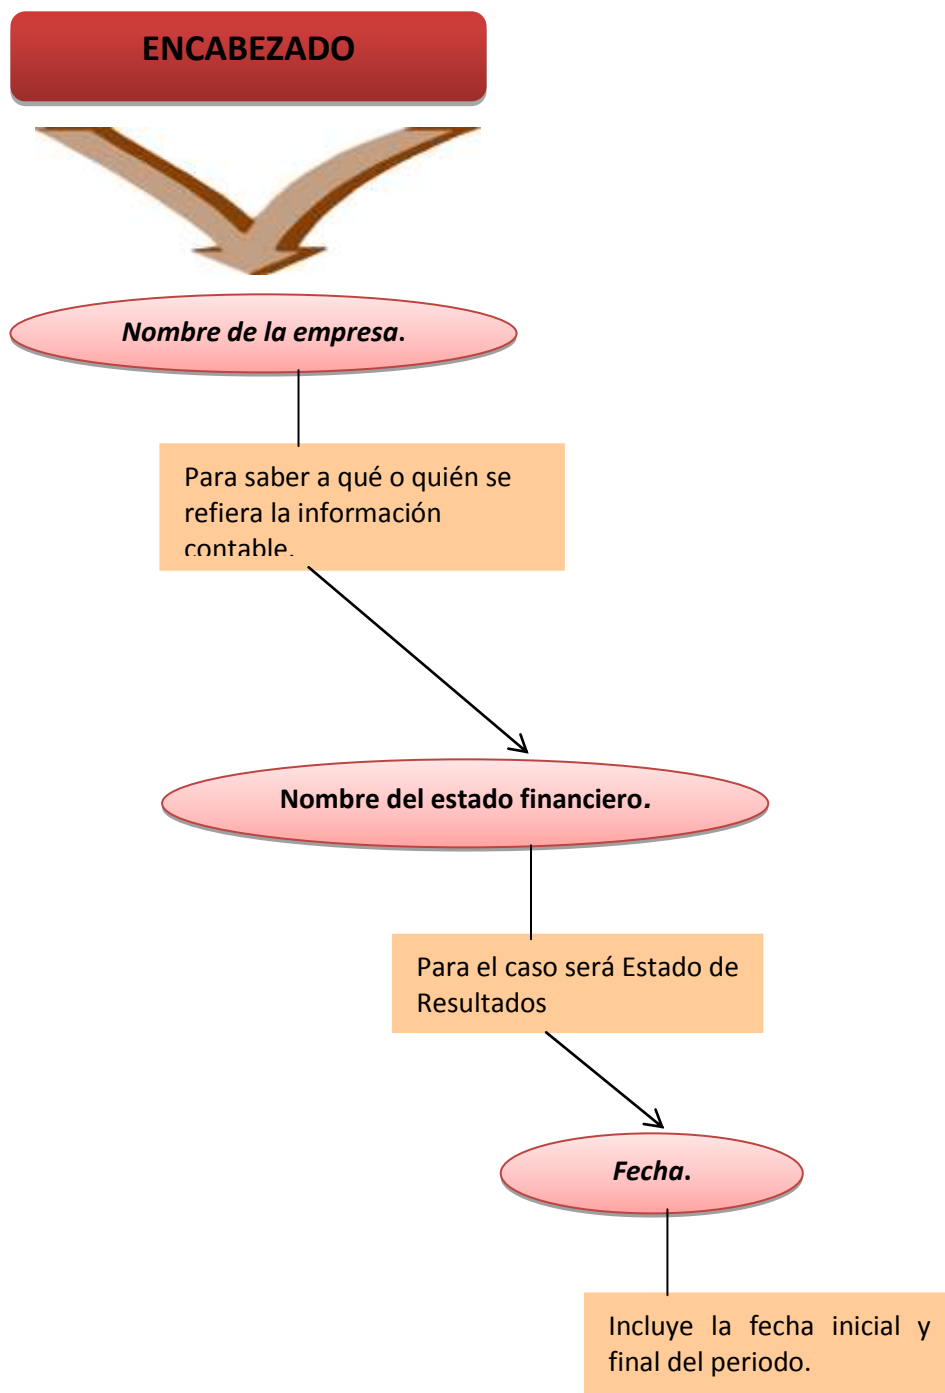 ENCABEZADO
Nombre de la empresa.
Para saber a qué o quién se
refiera la información
contable.
Nombre del estado financiero.
Para el caso será Estado de
Resultados
Fecha.
Incluye la fecha inicial y
final del periodo.